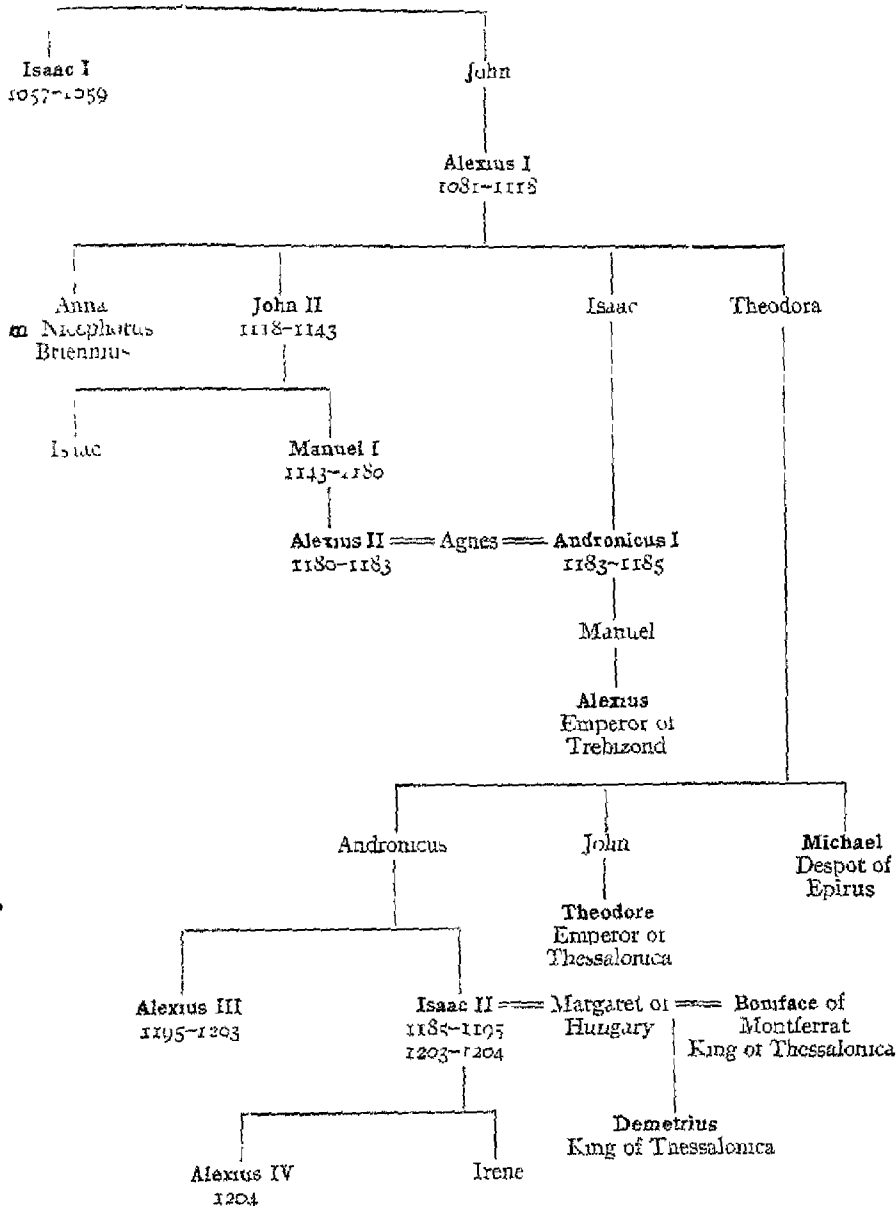 Isaac I
1057–1059
John
Alexius I
1081–1118
Anna
m Nicephorus
Briennius
John II
1118–1143
Isaac
Theodora
Isaac
Manuel I
1143–1180
Alexius II == Agnes == Andronicus I
1180–1183
1183–1185
Manuel
Alexius
Emperor of
Trebizond
Andronicus
John
Michael
Despot of
Epirus
Theodore
Emperor of
Thessalonica
Alexius III
1195–1203
Isaac II == Margaret of == Boniface of
1185–1195
1203–1204
Hungary
Montferrat
King of Thessalonica
Demetrius
King of Thessalonica
Alexius IV
1204
Irene